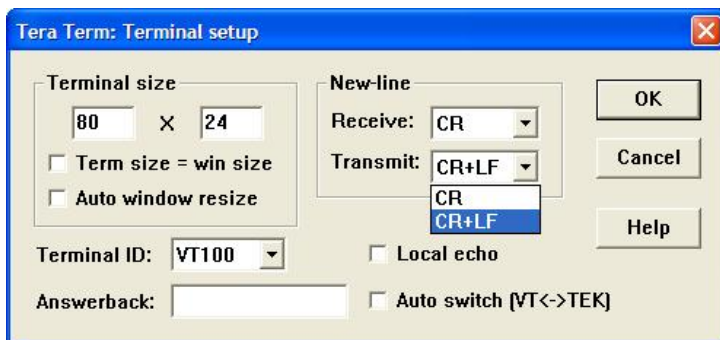 Tera Term: Terminal setup
Terminal size
80 X 24
Term size = win size
Auto window resize
New-line
Receive: CR
Transmit: CR+LF
CR
CR+LF
OK
Cancel
Help
Terminal ID: VT100
Local echo
Answerback:
Auto switch (VT<->TEK)